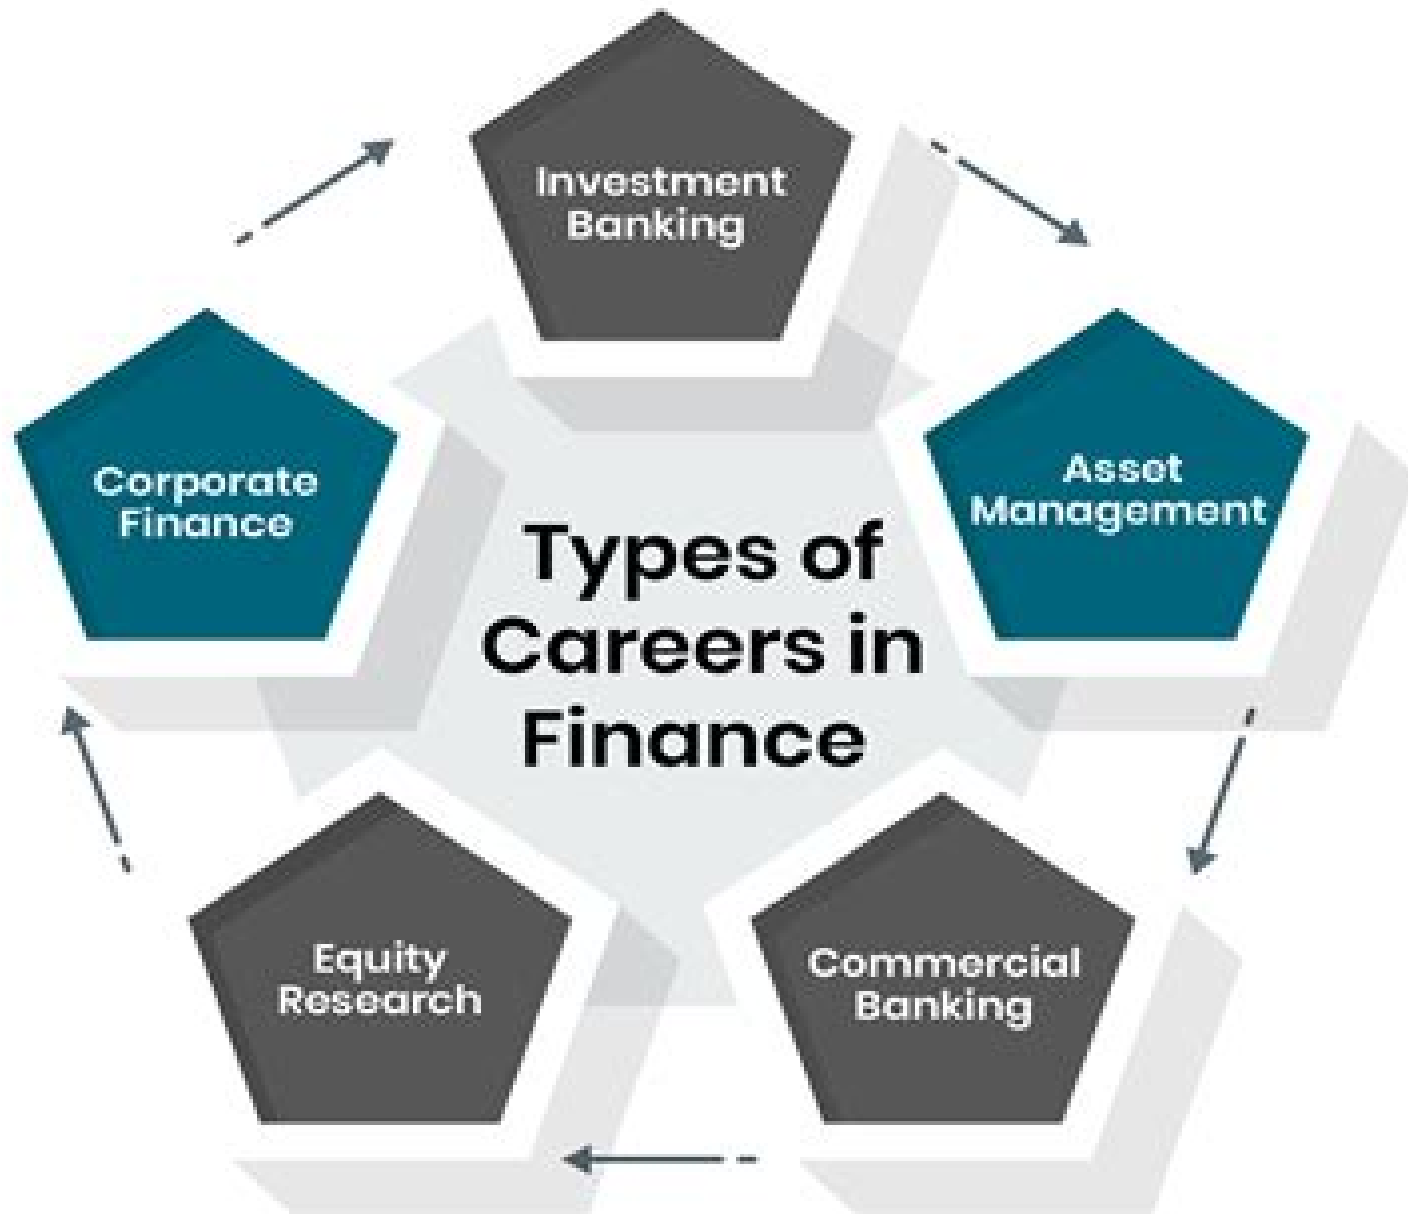 Investment
Banking
Corporate
Finance
Asset
Management
Types of
Careers in
Finance
Equity
Research
Commercial
Banking